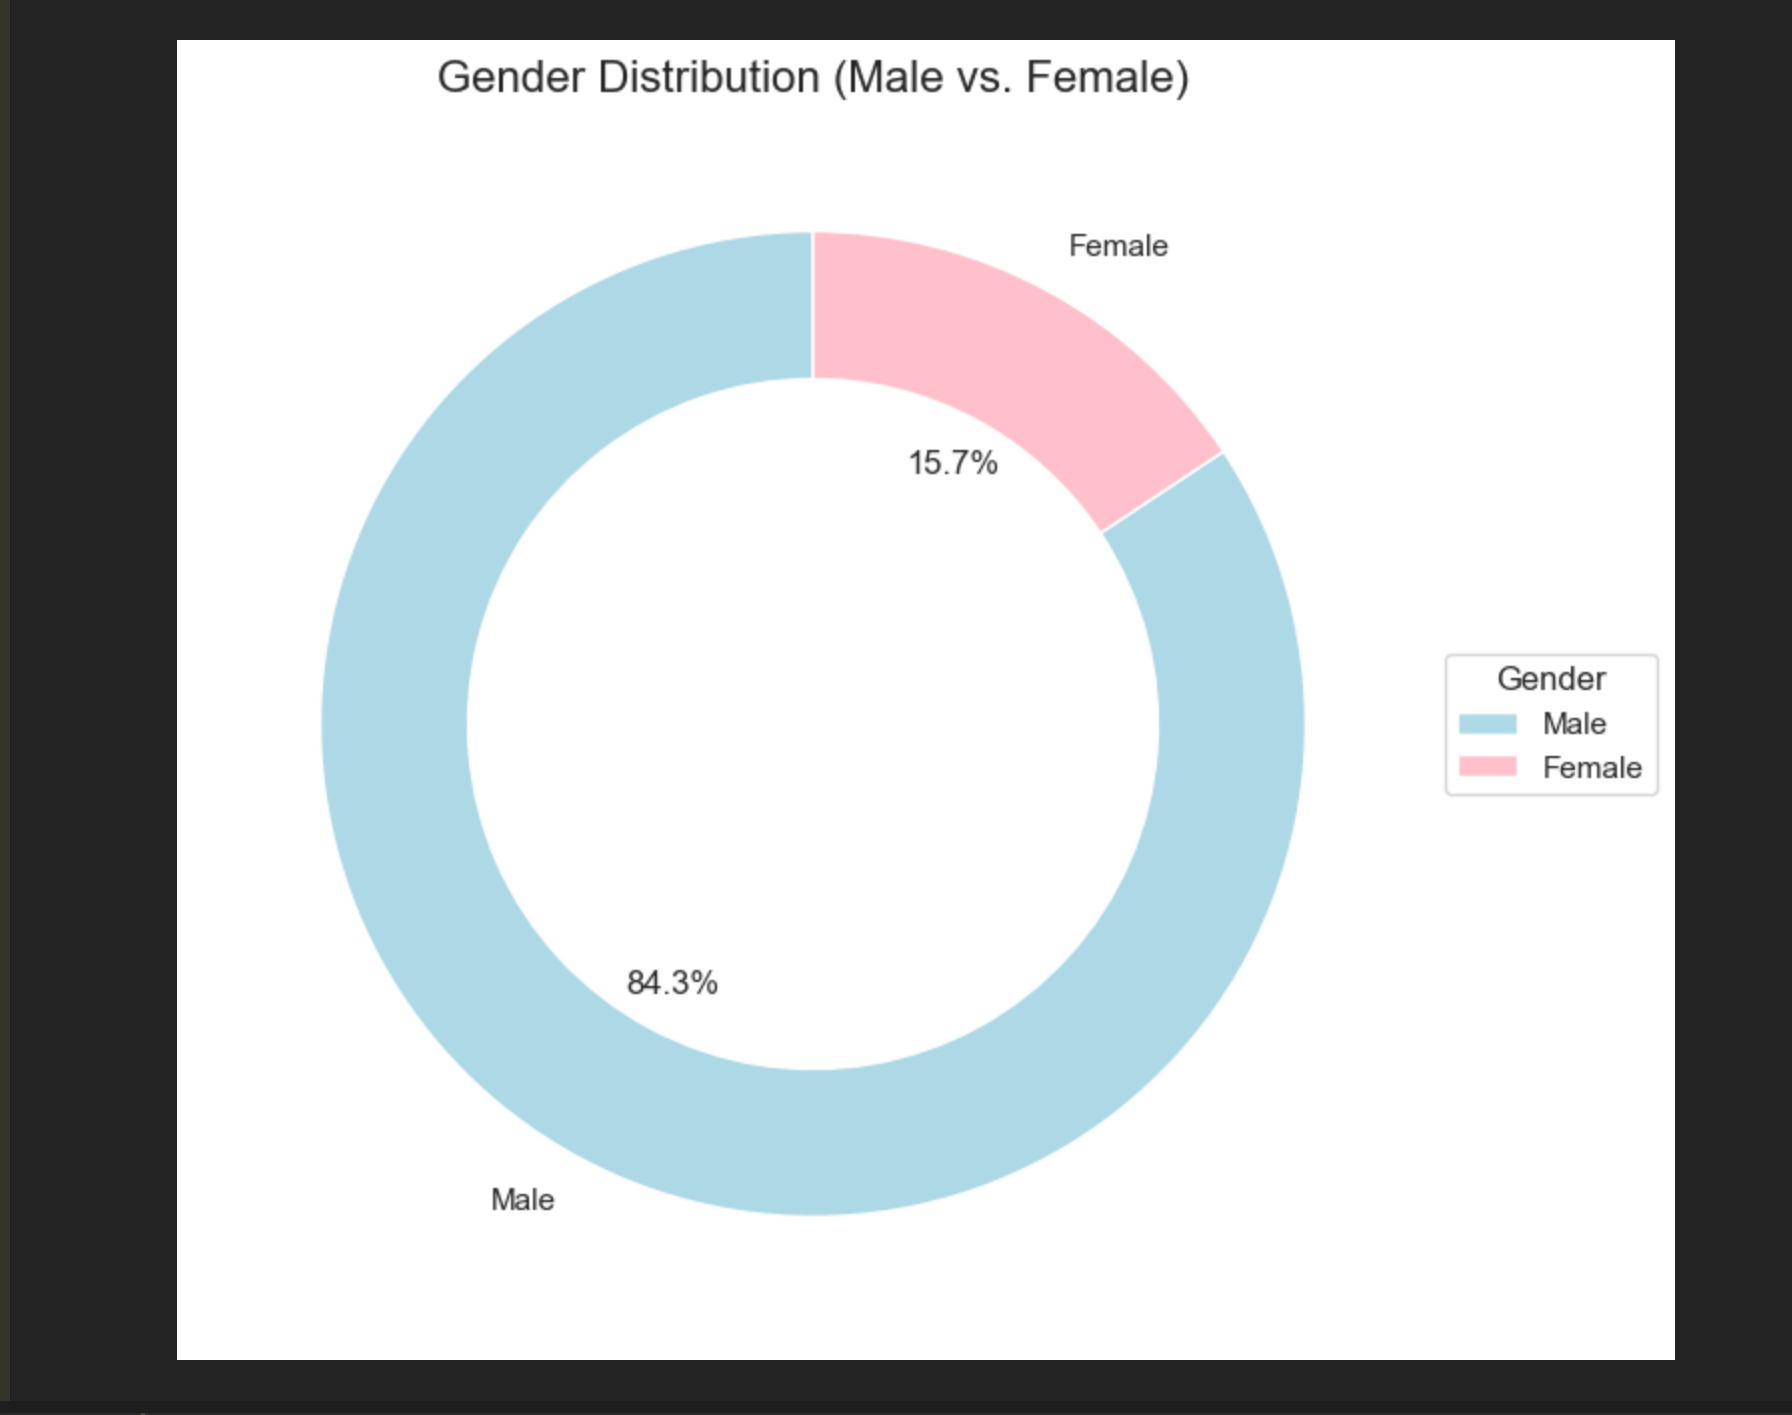 Gender Distribution (Male vs. Female)
Female
15.7%
Gender
Male
Female
84.3%
Male